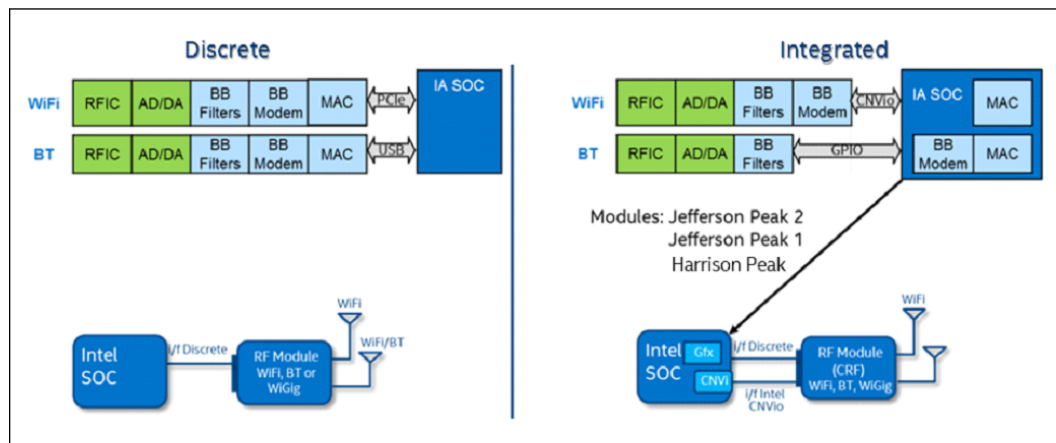 Discrete
WiFi RFIC AD/DA BB Filters BB Modem MAC PCIe IA SOC
BT RFIC AD/DA BB Filters BB Modem MAC USB
Intel SOC
i/f Discrete
RF Module WiFi, BT or WiGig
WiFi
WiFi/BT
Integrated
WiFi RFIC AD/DA BB Filters BB Modem CNVio IA SOC MAC
BT RFIC AD/DA BB Filters GPIO BB Modem MAC
Modules: Jefferson Peak 2
Jefferson Peak 1
Harrison Peak
Intel SOC
Gfx
CNVi
i/f Discrete
i/f Intel CNVio
RF Module (CRF) WiFi, BT, WiGig
WiFi